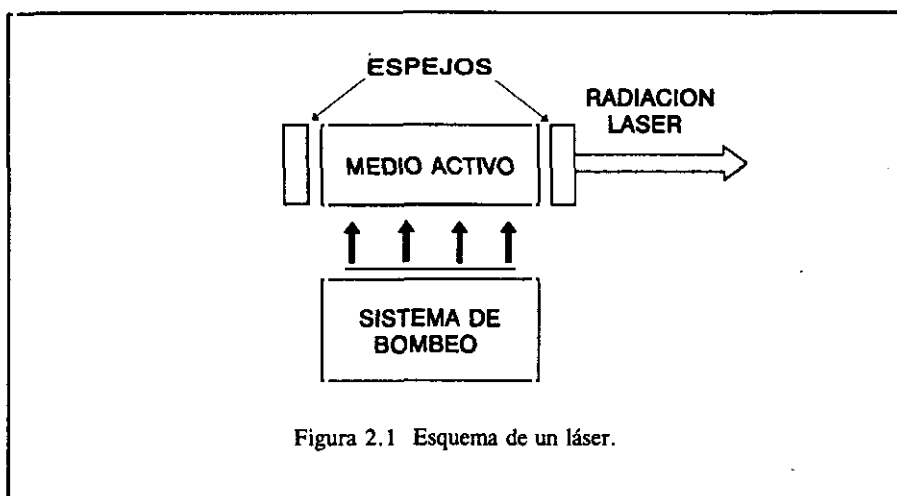 ESPEJOS
RADIACION
LASER
MEDIO ACTIVO
SISTEMA DE
BOMBEO
Figura 2.1 Esquema de un láser.